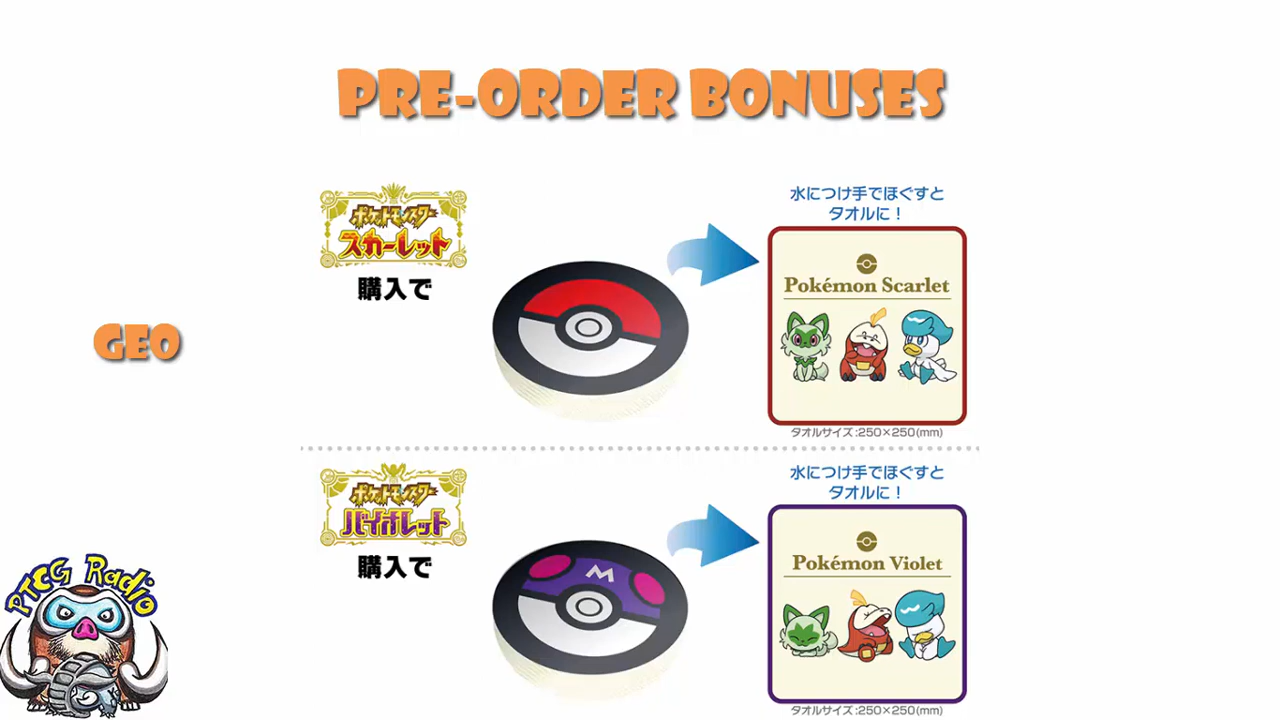 PRE-ORDER BONUSES
ポケットモンスター
スカーレット
購入で
水につけ手でほぐすと
タオルに!
Pokémon Scarlet
タオルサイズ:250×250(mm)
GEO
ポケットモンスター
バイオレット
購入で
M
水につけ手でほぐすと
タオルに!
Pokémon Violet
タオルサイズ:250×250(mm)
PTCG Radio